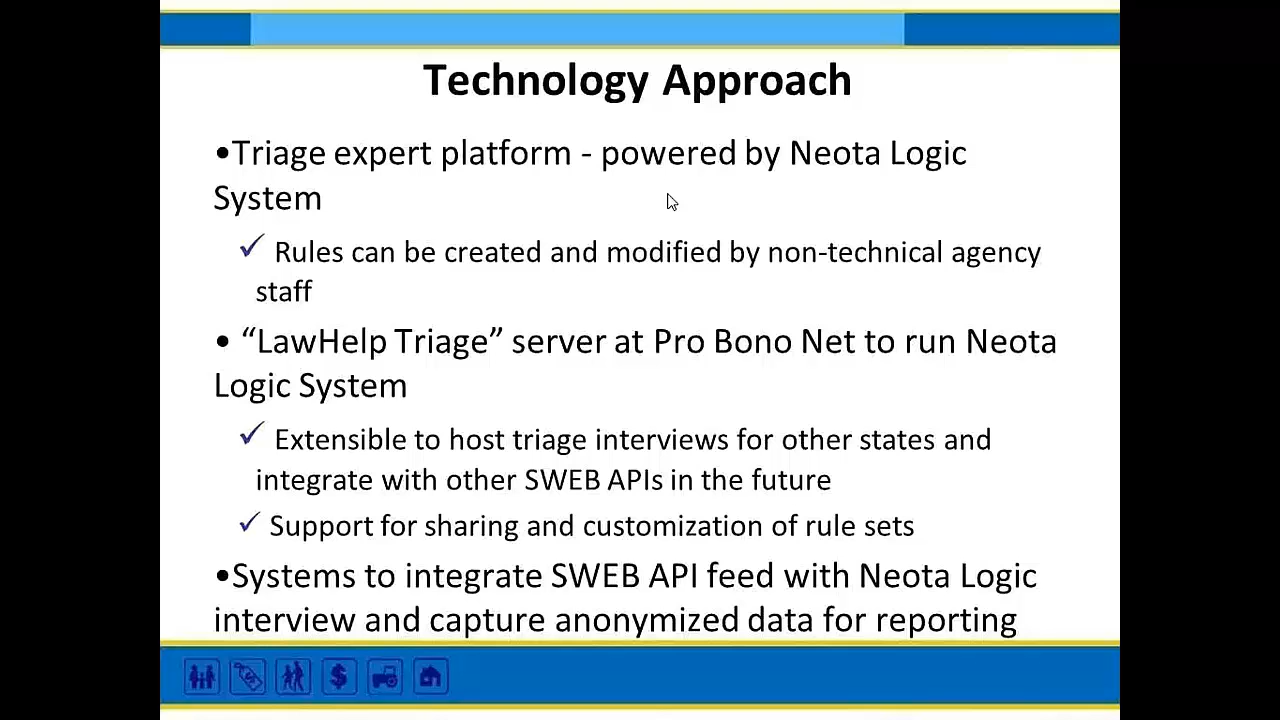 Technology Approach
•Triage expert platform - powered by Neota Logic
System
✓ Rules can be created and modified by non-technical agency
staff
• “LawHelp Triage” server at Pro Bono Net to run Neota
Logic System
✓ Extensible to host triage interviews for other states and
integrate with other SWEB APIs in the future
✓ Support for sharing and customization of rule sets
•Systems to integrate SWEB API feed with Neota Logic
interview and capture anonymized data for reporting
$